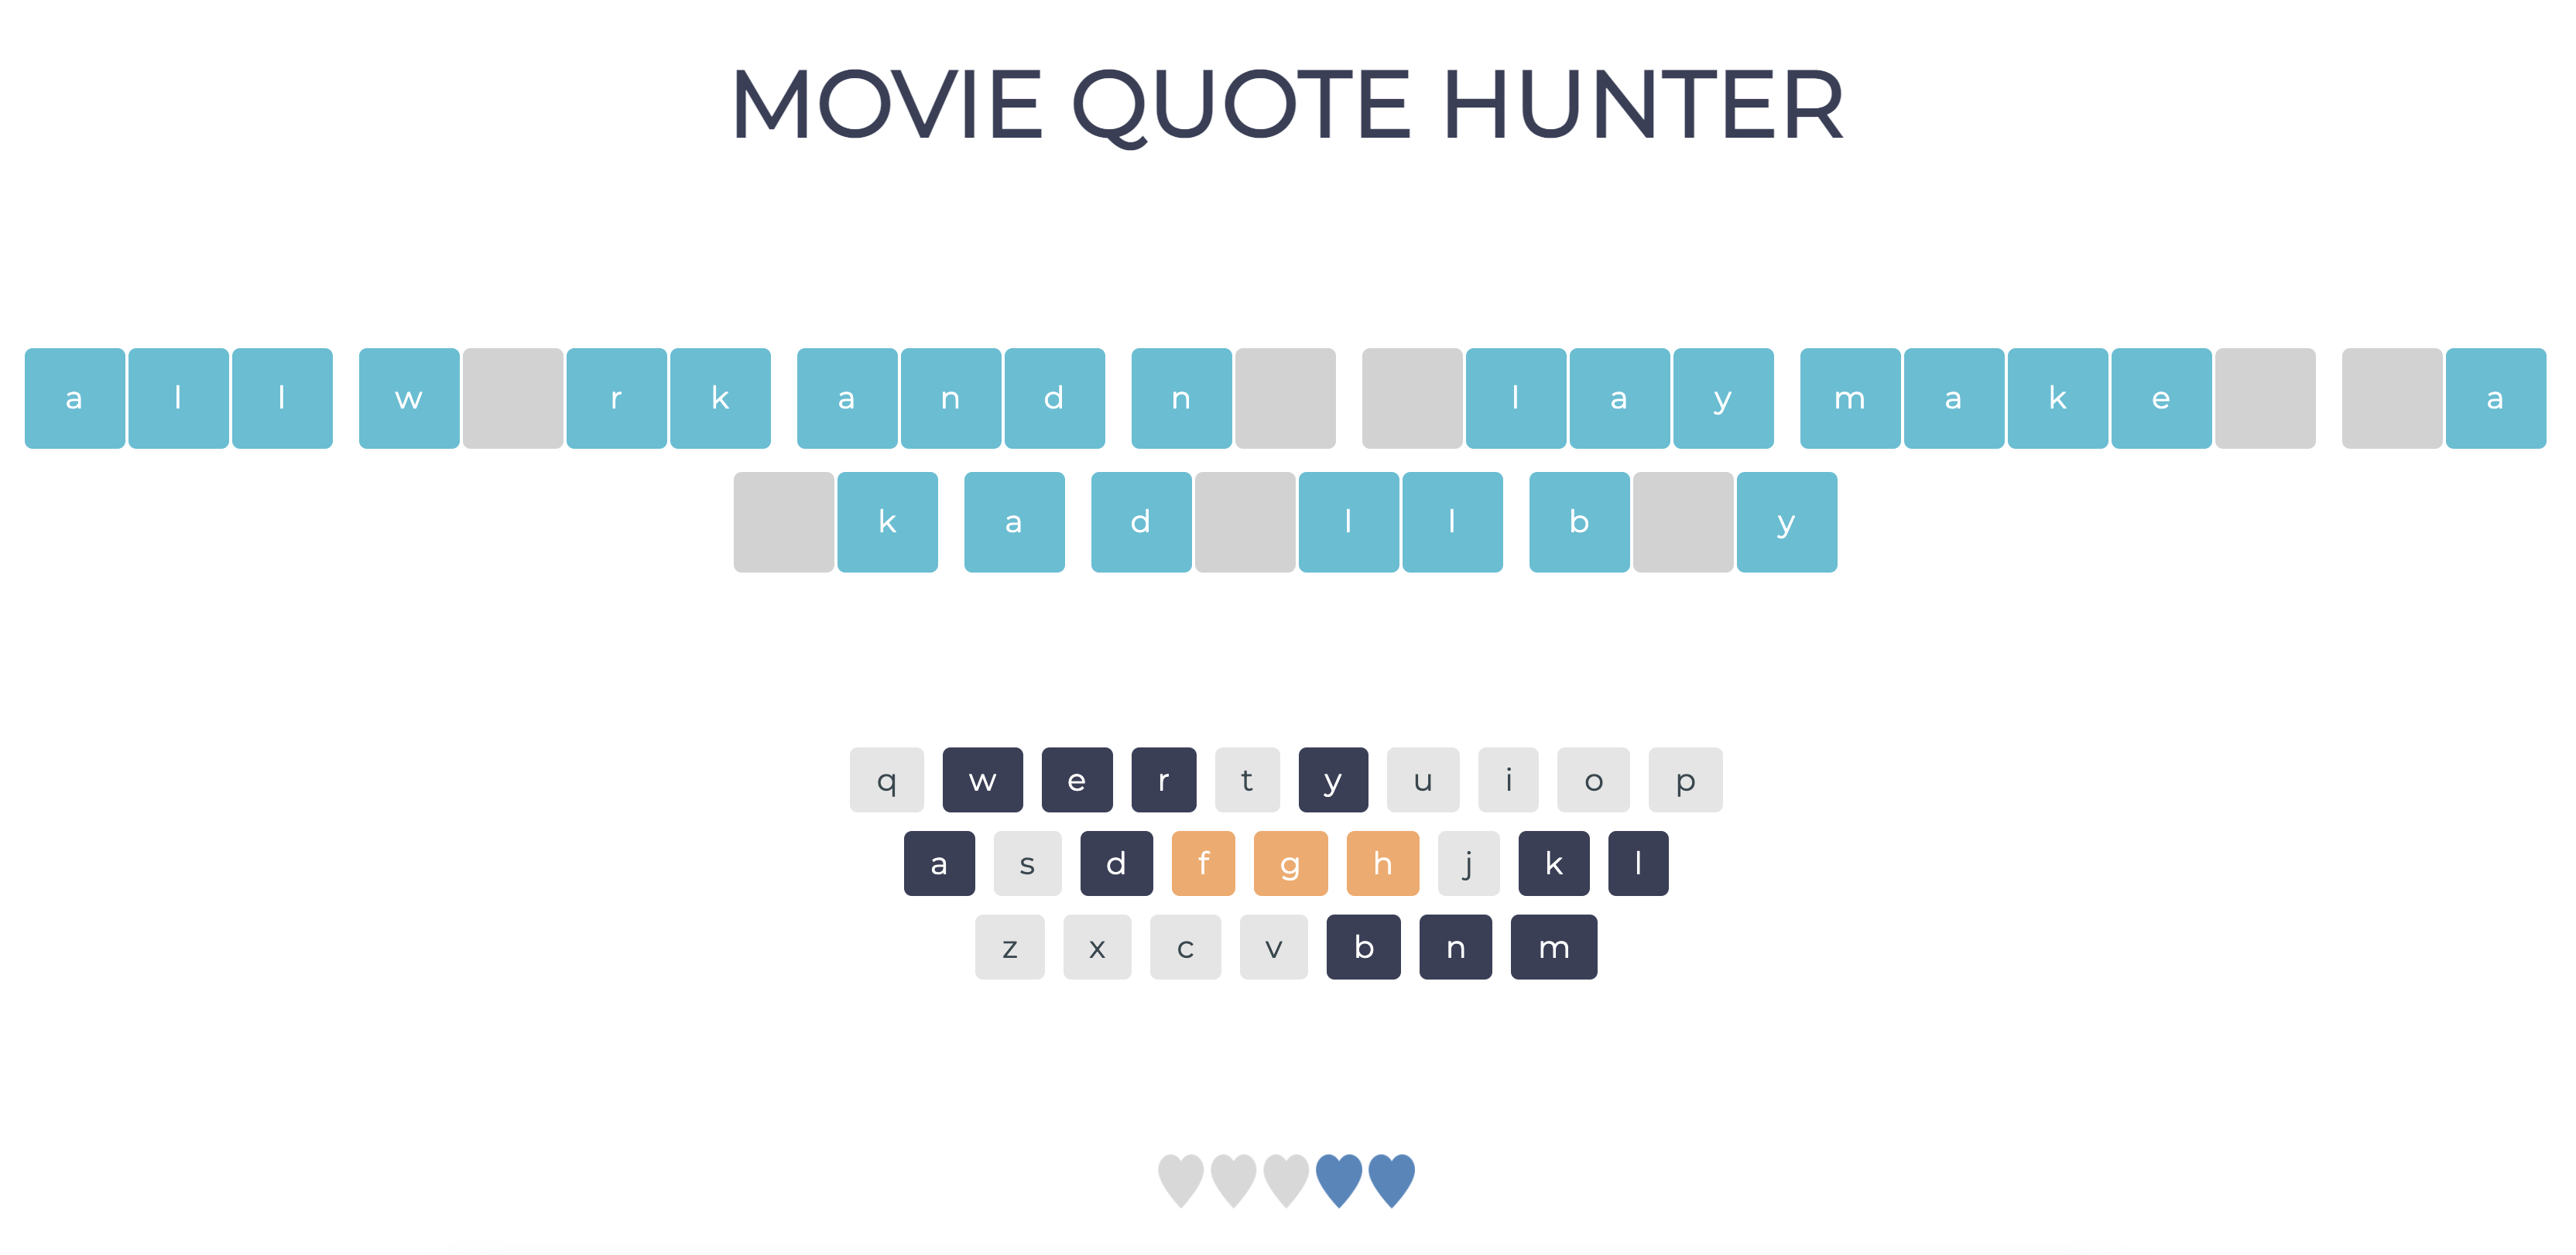 MOVIE QUOTE HUNTER
a l l w r k a n d n l a y m a k e a
k a d l l b y
q w e r t y u i o p
a s d f g h j k l
z x c v b n m